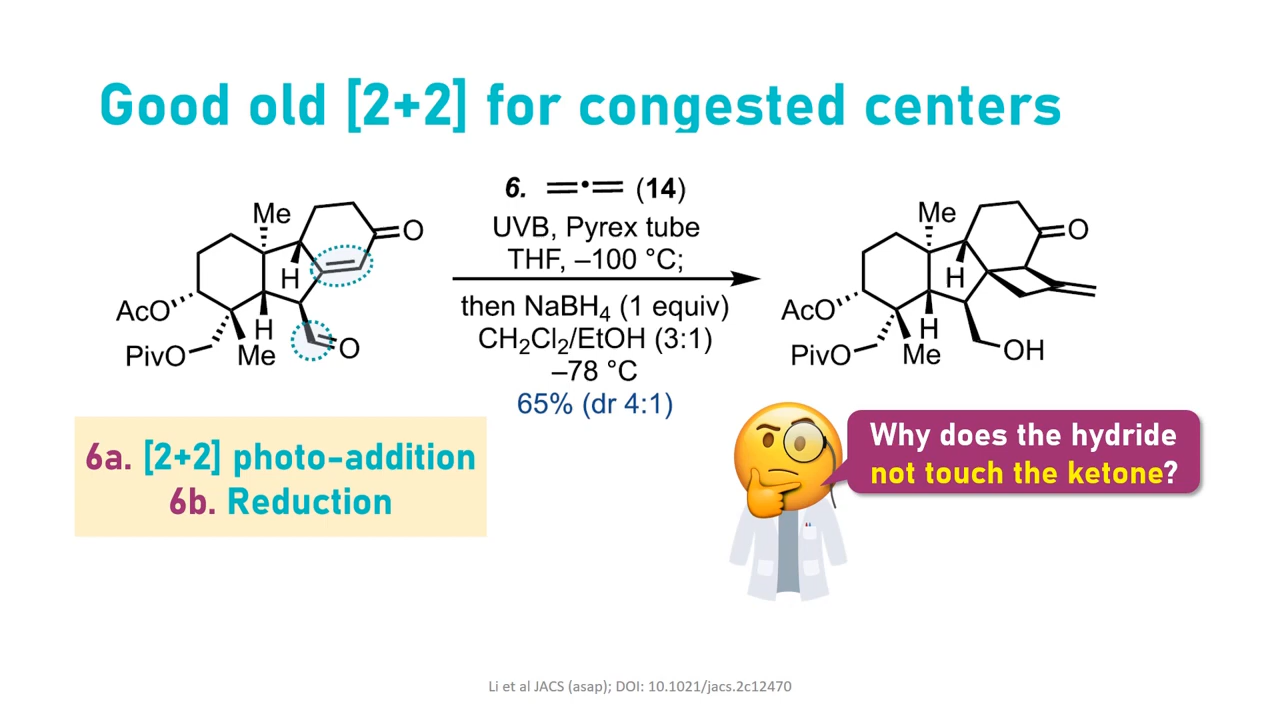 Good old [2+2] for congested centers
6. (14)
UVB, Pyrex tube
THF, –100 °C;
then NaBH₄ (1 equiv)
CH₂Cl₂/EtOH (3:1)
–78 °C
65% (dr 4:1)
Me
O
H
AcO
H
PivO
Me
O
Me
O
H
AcO
H
PivO
Me
OH
6a. [2+2] photo-addition
6b. Reduction
Why does the hydride
not touch the ketone?
Li et al JACS (asap); DOI: 10.1021/jacs.2c12470